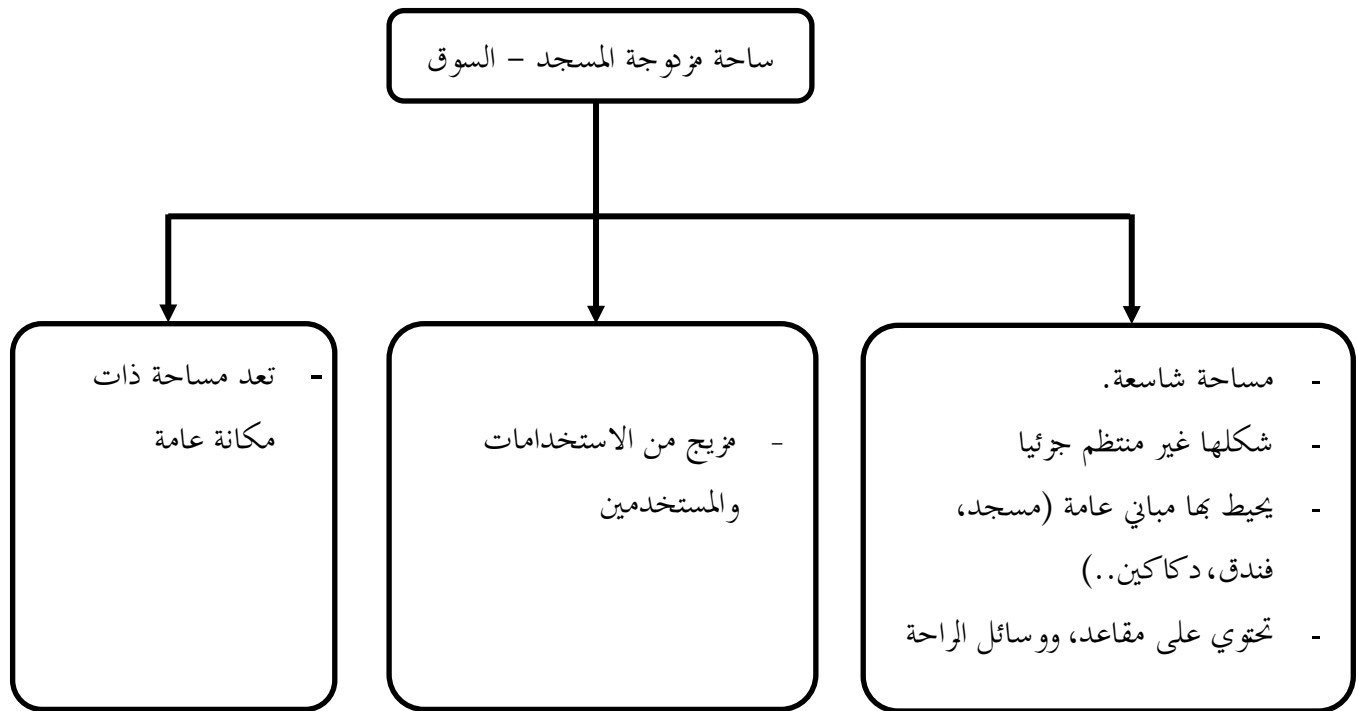 ساحة مزدوجة المسجد – السوق
- مساحة شاسعة.
- شكلها غير منتظم جزئيا
- يحيط بها مباني عامة (مسجد،
فندق، دكاكين..)
- تحتوي على مقاعد، ووسائل الراحة
- مزيج من الاستخدامات
والمستخدمين
- تعد مساحة ذات
مكانة عامة